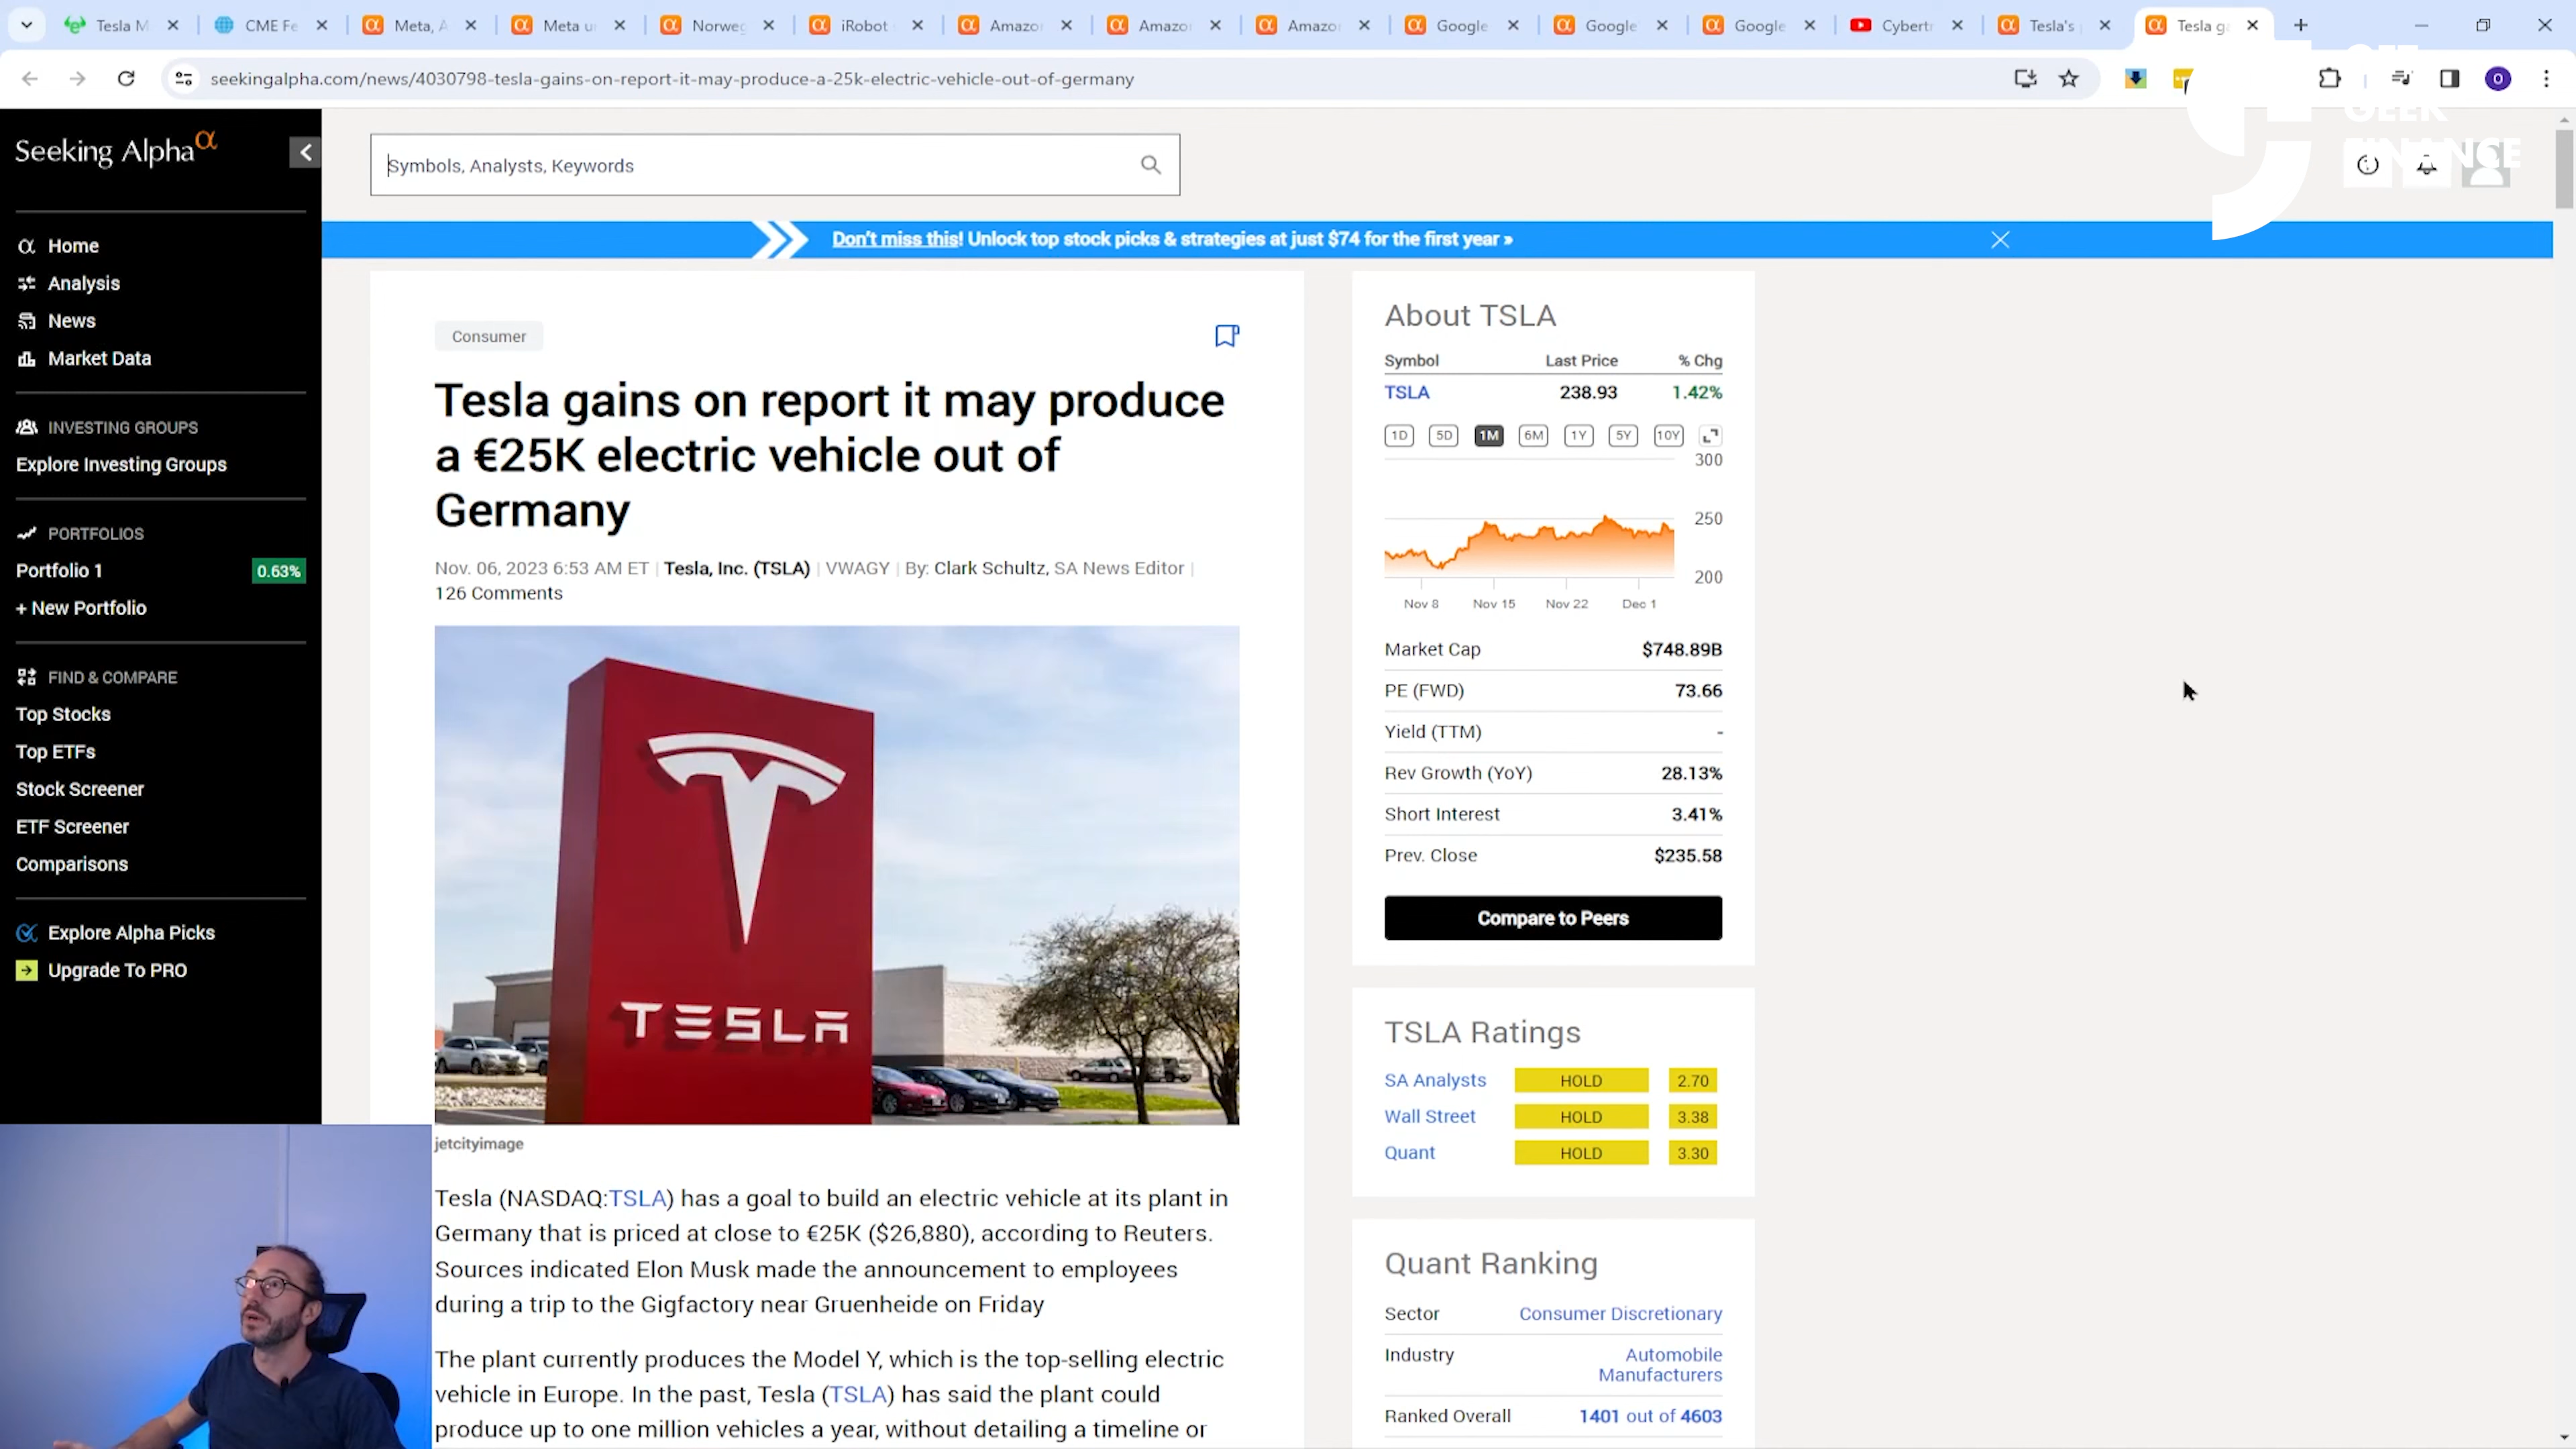 Tesla M
CME Fe
Meta, A
Meta u
Norweg
iRobot
Amazo
Amazo
Amazo
Google
Google
Google
Cybert
Tesla's
Tesla g
seekingalpha.com/news/4030798-tesla-gains-on-report-it-may-produce-a-25k-electric-vehicle-out-of-germany
O
GEEK
FINANCE
Seeking Alpha α
Symbols, Analysts, Keywords
Don't miss this! Unlock top stock picks & strategies at just $74 for the first year »
Home
Analysis
News
Market Data
INVESTING GROUPS
Explore Investing Groups
PORTFOLIOS
Portfolio 1 0.63%
+ New Portfolio
FIND & COMPARE
Top Stocks
Top ETFs
Stock Screener
ETF Screener
Comparisons
Explore Alpha Picks
Upgrade To PRO
Consumer
Tesla gains on report it may produce
a €25K electric vehicle out of
Germany
Nov. 06, 2023 6:53 AM ET | Tesla, Inc. (TSLA) | VWAGY | By: Clark Schultz, SA News Editor |
126 Comments
TESLA
jetcityimage
Tesla (NASDAQ:TSLA) has a goal to build an electric vehicle at its plant in
Germany that is priced at close to €25K ($26,880), according to Reuters.
Sources indicated Elon Musk made the announcement to employees
during a trip to the Gigfactory near Gruenheide on Friday
The plant currently produces the Model Y, which is the top-selling electric
vehicle in Europe. In the past, Tesla (TSLA) has said the plant could
produce up to one million vehicles a year, without detailing a timeline or
About TSLA
Symbol Last Price % Chg
TSLA 238.93 1.42%
1D 5D 1M 6M 1Y 5Y 10Y
300
250
200
Nov 8 Nov 15 Nov 22 Dec 1
Market Cap $748.89B
PE (FWD) 73.66
Yield (TTM) -
Rev Growth (YoY) 28.13%
Short Interest 3.41%
Prev. Close $235.58
Compare to Peers
TSLA Ratings
SA Analysts HOLD 2.70
Wall Street HOLD 3.38
Quant HOLD 3.30
Quant Ranking
Sector Consumer Discretionary
Industry Automobile
Manufacturers
Ranked Overall 1401 out of 4603